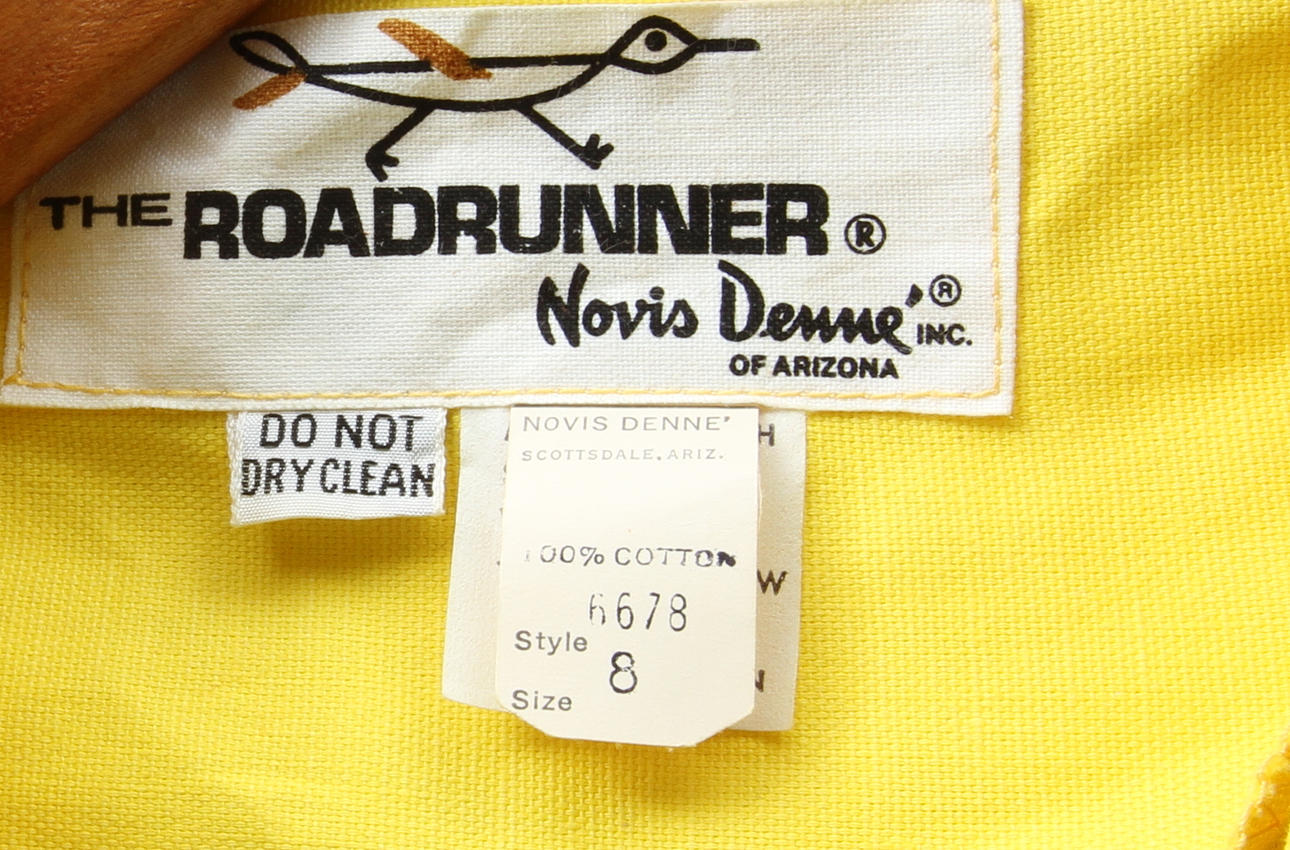 THE ROADRUNNER ®
Novis Denne' ® INC.
OF ARIZONA
DO NOT
DRY CLEAN
NOVIS DENNE'
SCOTTSDALE, ARIZ.
100% COTTON
6678
Style
8
Size